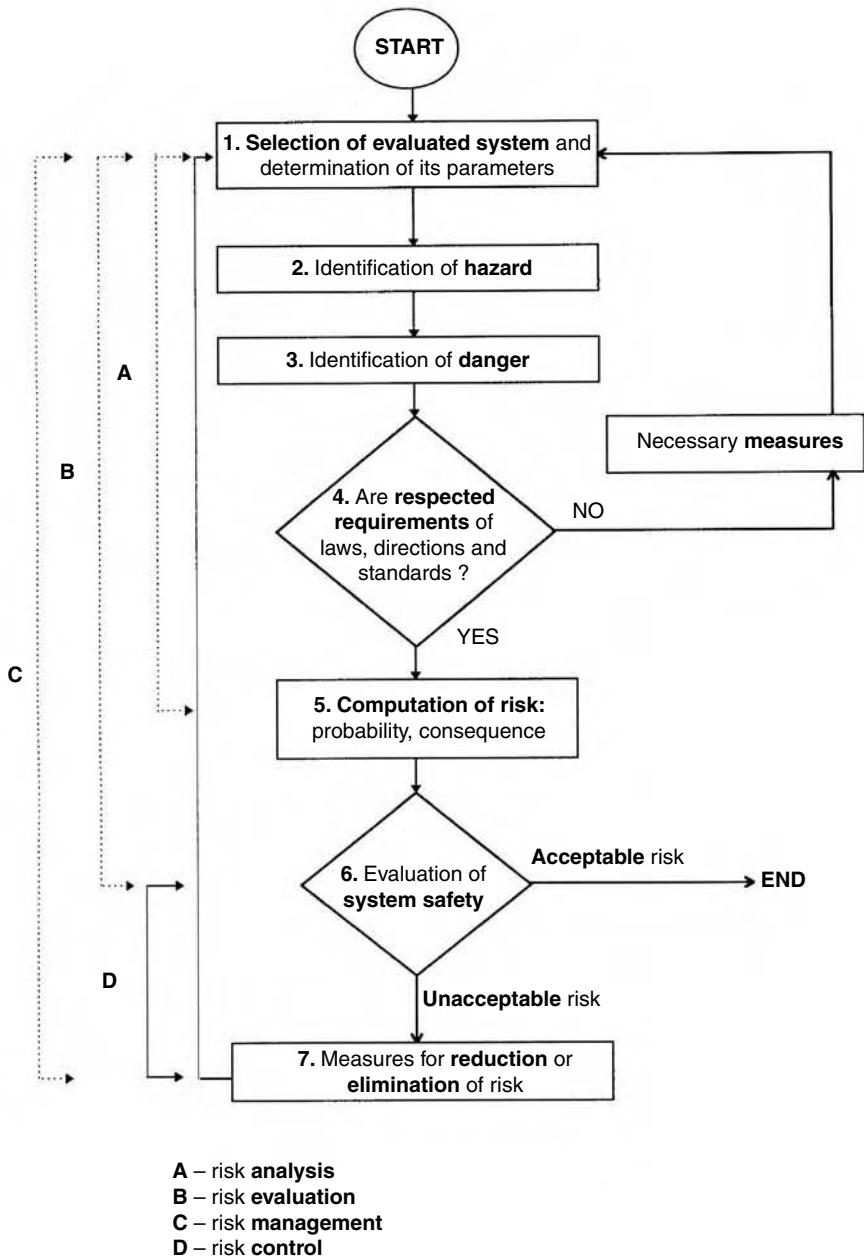 START
1. Selection of evaluated system and
determination of its parameters
2. Identification of hazard
3. Identification of danger
A
Necessary measures
B
4. Are respected
requirements of
laws, directions and
standards ?
NO
YES
C
5. Computation of risk:
probability, consequence
Acceptable risk
6. Evaluation of
system safety
END
D
Unacceptable risk
7. Measures for reduction or
elimination of risk
A – risk analysis
B – risk evaluation
C – risk management
D – risk control